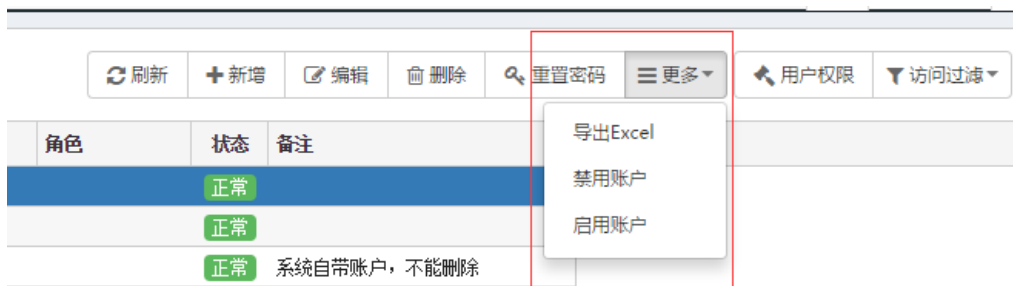 刷新 新增 编辑 删除 重置密码 更多 用户权限 访问过滤
角色 状态 备注
导出Excel
正常
禁用账户
正常
启用账户
正常 系统自带账户，不能删除